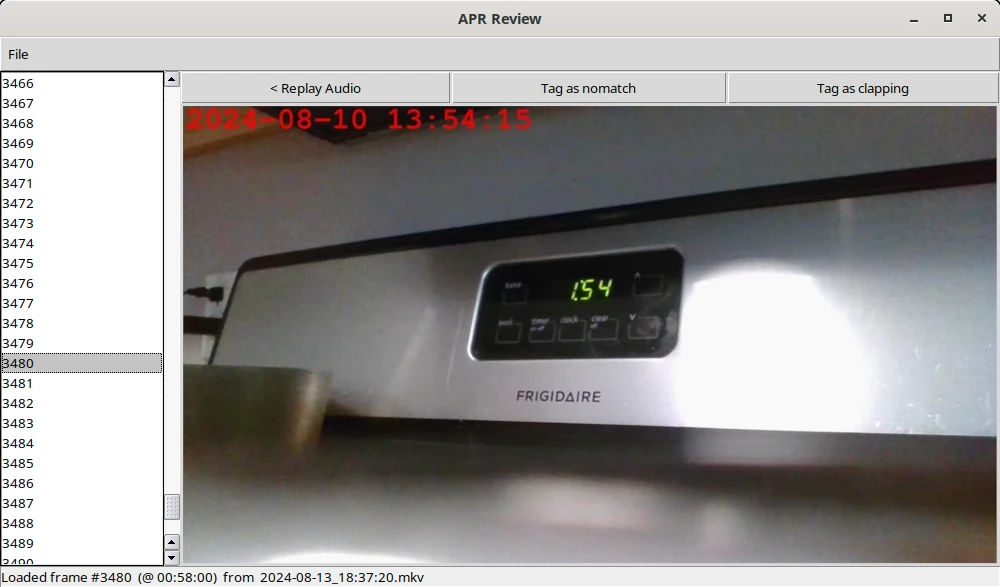 APR Review
File
3466
3467
3468
3469
3470
3471
3472
3473
3474
3475
3476
3477
3478
3479
3480
3481
3482
3483
3484
3485
3486
3487
3488
3489
3490
< Replay Audio
Tag as nomatch
Tag as clapping
2024-08-10 13:54:15
bake
1:54
timer
on-off
clock
clear
off
FRIGIDAIRE
Loaded frame #3480 (@ 00:58:00) from 2024-08-13_18:37:20.mkv